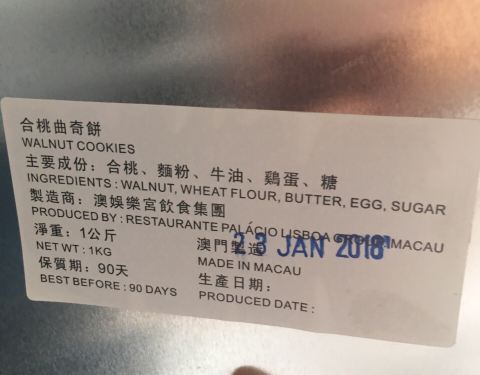 合桃曲奇餅
WALNUT COOKIES
主要成份：合桃、麵粉、牛油、鷄蛋、糖
INGREDIENTS : WALNUT, WHEAT FLOUR, BUTTER, EGG, SUGAR
製造商：澳娛樂宮飲食集團
PRODUCED BY : RESTAURANTE PALÁCIO LISBOA GROUP, MACAU
淨重：1公斤
NET WT : 1KG
保質期：90天
BEST BEFORE : 90 DAYS
澳門製造
23 JAN 2018
MADE IN MACAU
生產日期：
PRODUCED DATE :